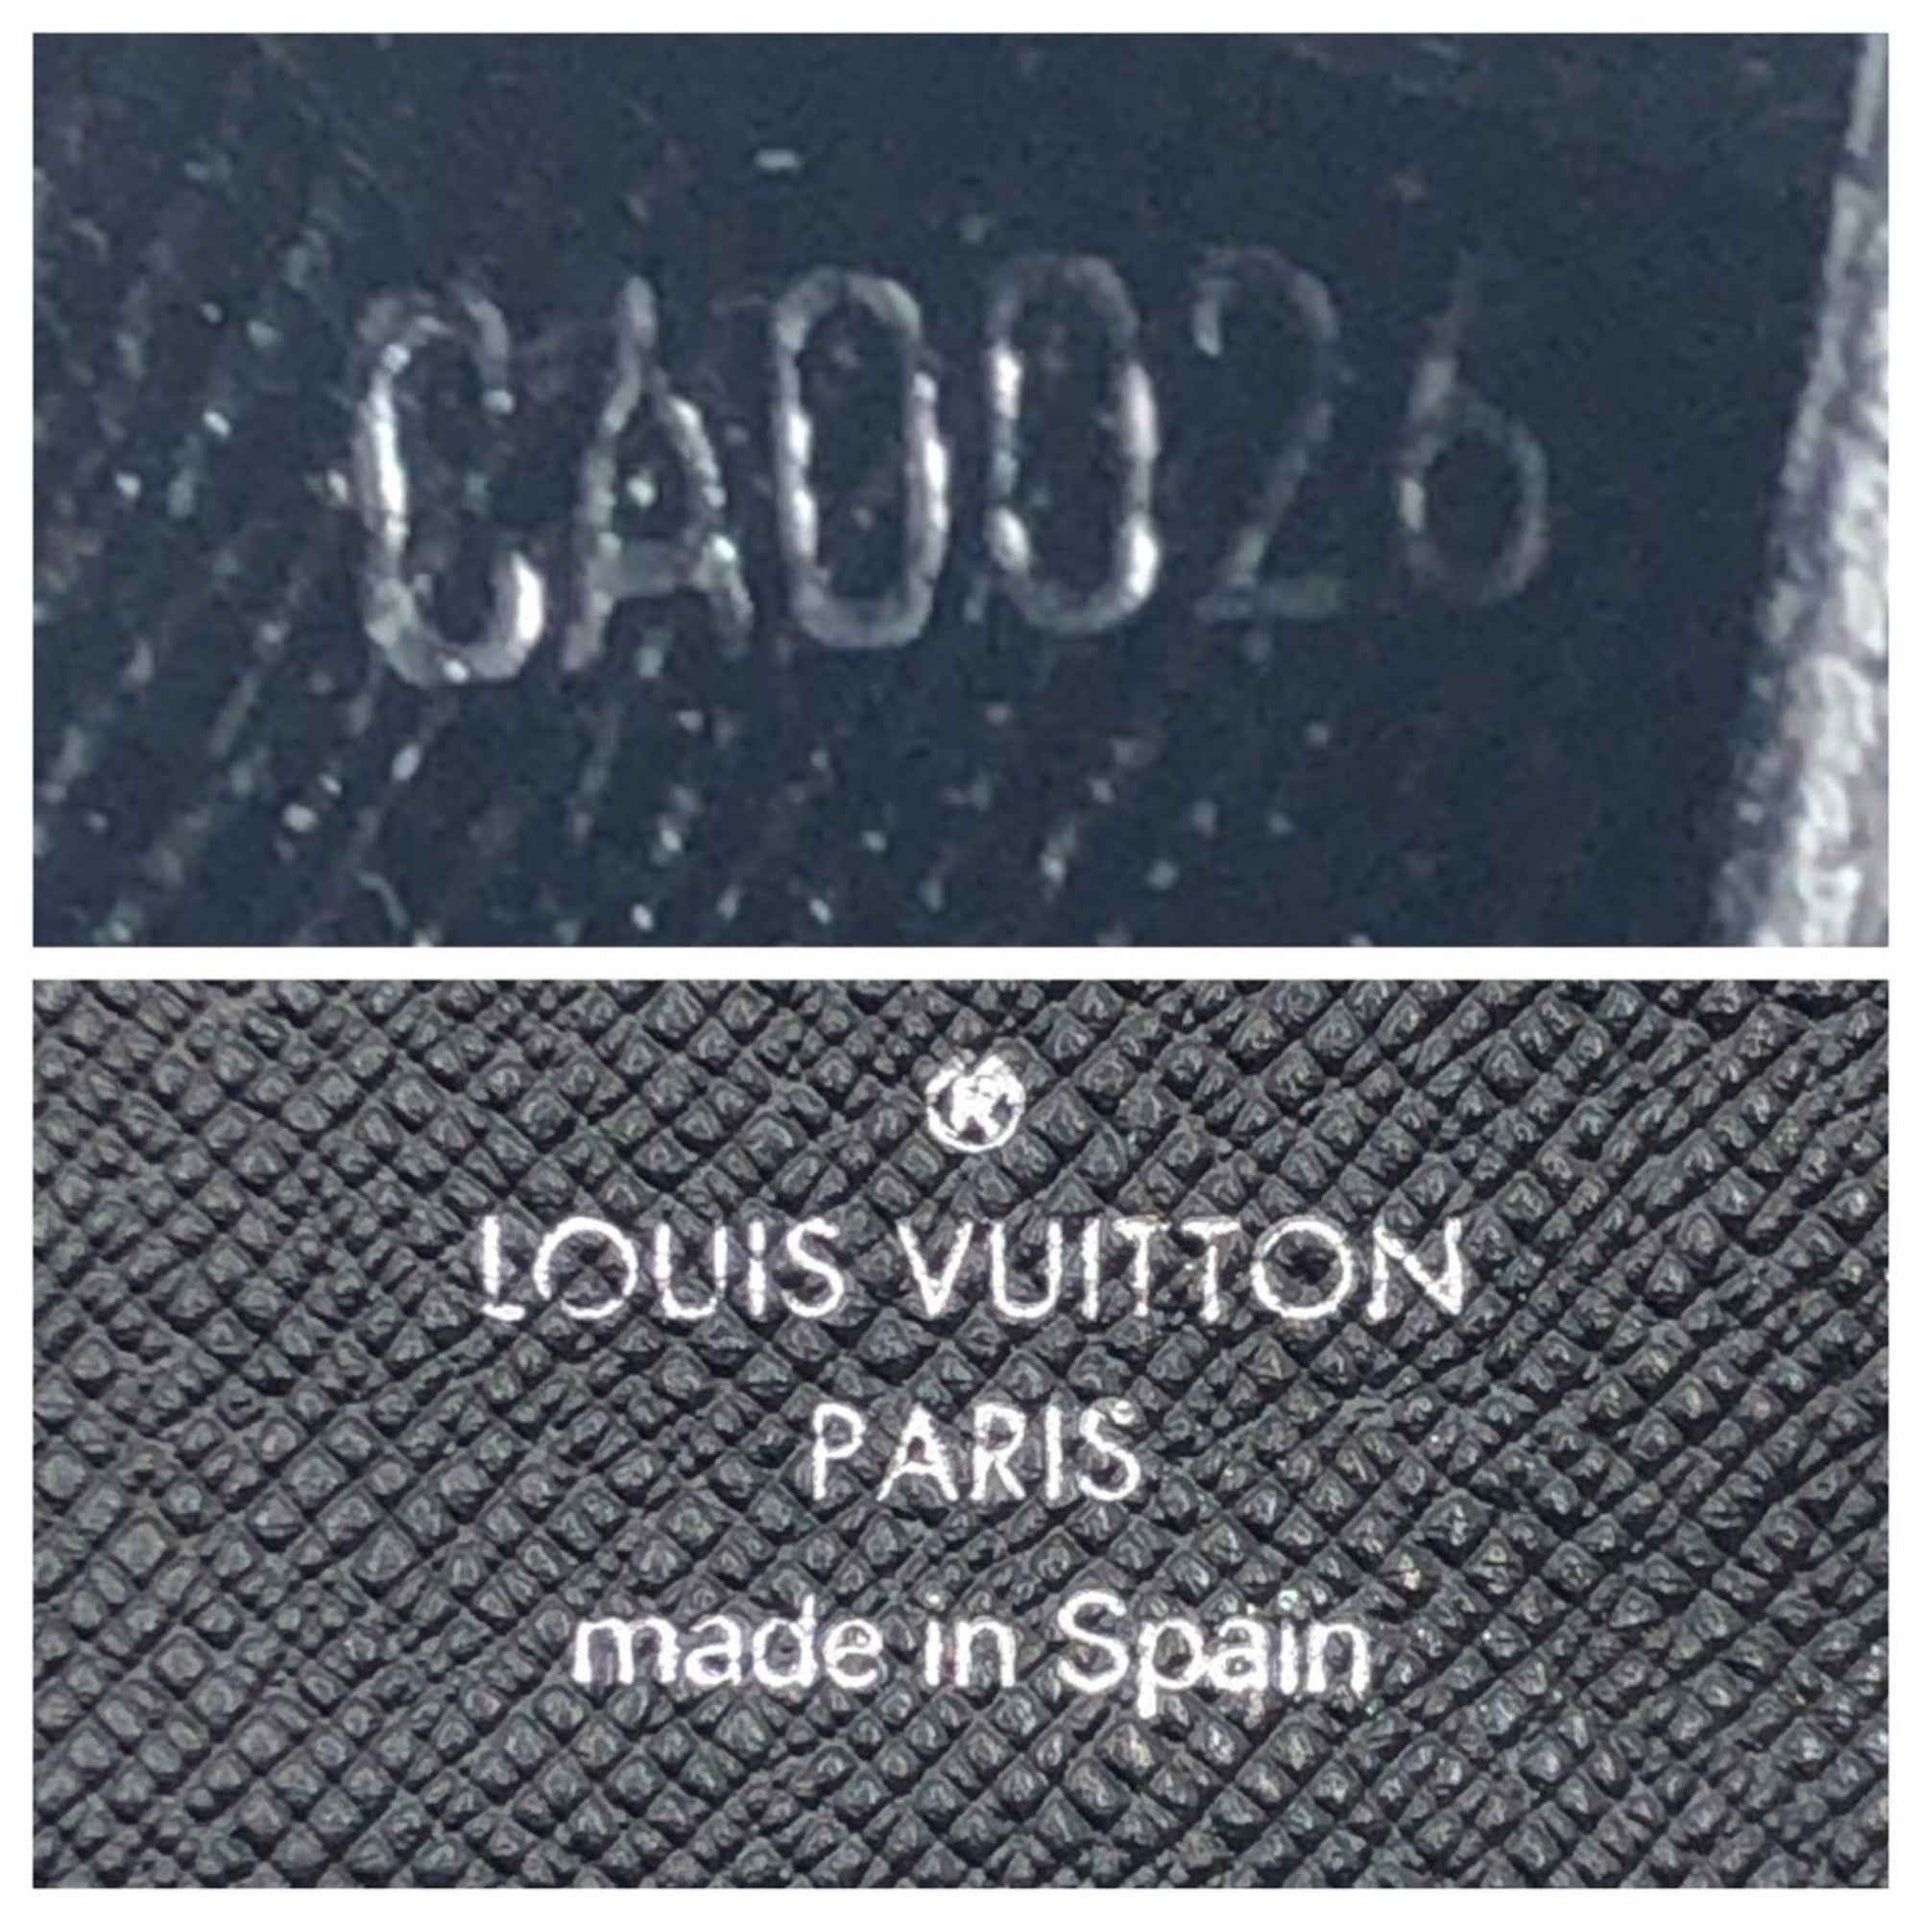 CA0026
®
LOUIS VUITTON
PARIS
made in Spain